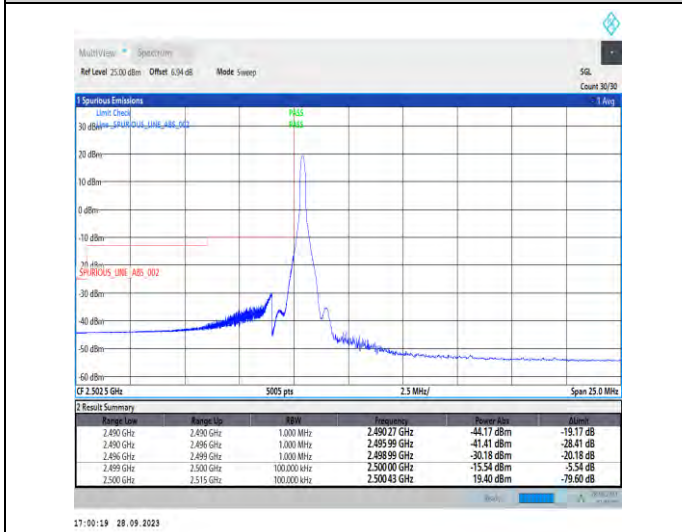 MultiView Spectrum
Ref Level 25.00 dBm Offset 6.94 dB Mode Sweep SGL
Count 30/30
1 Spurious Emissions 1 Avg
Limit Check PASS
30 dBm Line _SPURIOUS_LINE_ABS_002 PASS
20 dBm
10 dBm
0 dBm
-10 dBm
-20 dBm
SPURIOUS_LINE_ABS_002
-30 dBm
-40 dBm
-50 dBm
-60 dBm
CF 2.5025 GHz 5005 pts 2.5 MHz/ Span 25.0 MHz
2 Result Summary
Range Low Range Up RBW Frequency Power Abs ΔLimit
2.490 GHz 2.490 GHz 1.000 MHz 2.490 27 GHz -44.17 dBm -19.17 dB
2.490 GHz 2.496 GHz 1.000 MHz 2.495 99 GHz -41.41 dBm -28.41 dB
2.496 GHz 2.499 GHz 1.000 MHz 2.498 99 GHz -30.18 dBm -20.18 dB
2.499 GHz 2.500 GHz 100.000 kHz 2.500 00 GHz -15.54 dBm -5.54 dB
2.500 GHz 2.515 GHz 100.000 kHz 2.500 43 GHz 19.40 dBm -79.60 dB
17:00:19 28.09.2023